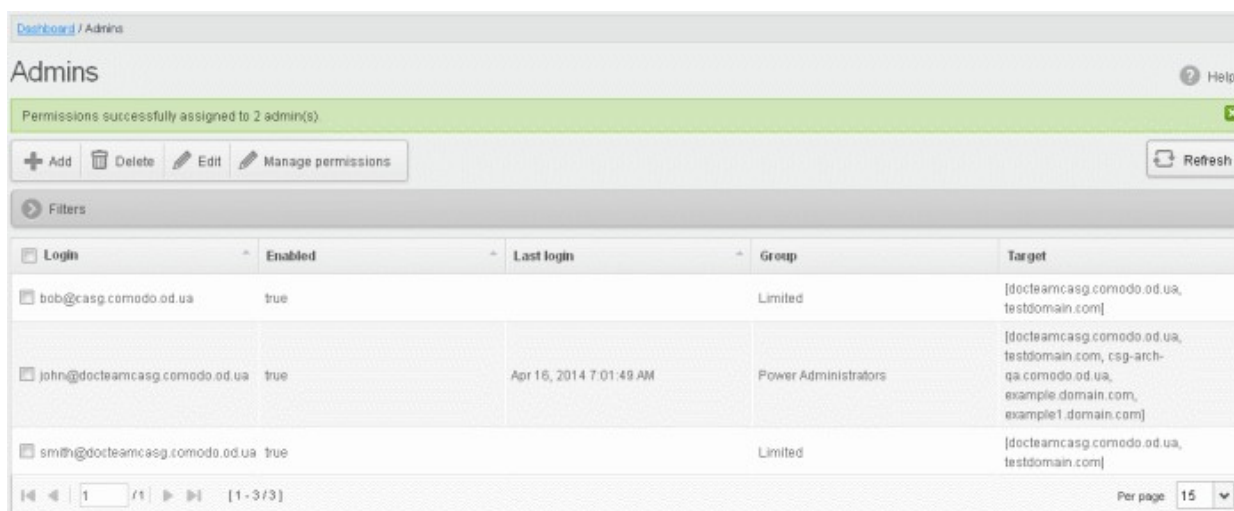 Dashboard / Admins
Admins
Help
Permissions successfully assigned to 2 admin(s).
Add Delete Edit Manage permissions
Refresh
Filters
Login Enabled Last login Group Target
bob@casg.comodo.od.ua true Limited [docteamcasg.comodo.od.ua,
testdomain.com]
john@docteamcasg.comodo.od.ua true Apr 16, 2014 7:01:49 AM Power Administrators [docteamcasg.comodo.od.ua,
testdomain.com, csg-arch-
qa.comodo.od.ua,
example.domain.com,
example1.domain.com]
smith@docteamcasg.comodo.od.ua true Limited [docteamcasg.comodo.od.ua,
testdomain.com]
1 /1 [1-3/3] Per page 15